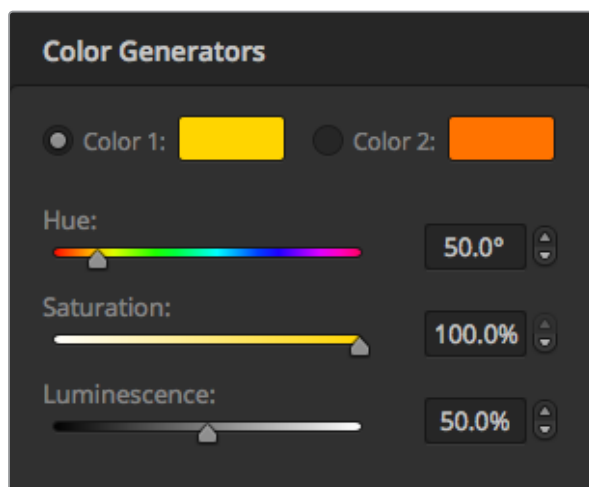 Color Generators
Color 1: Color 2:
Hue:
50.0°
Saturation:
100.0%
Luminescence:
50.0%